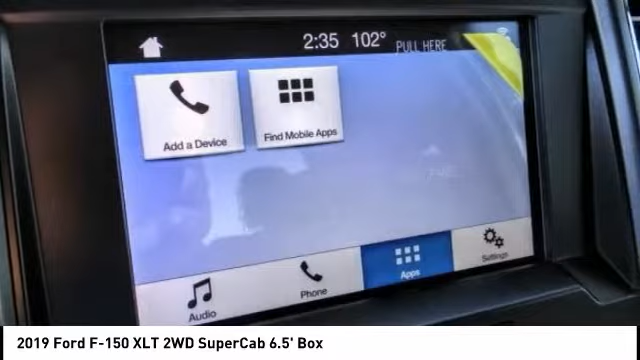 2:35 102° PULL HERE
Add a Device
Find Mobile Apps
Audio
Phone
Apps
Settings
2019 Ford F-150 XLT 2WD SuperCab 6.5' Box